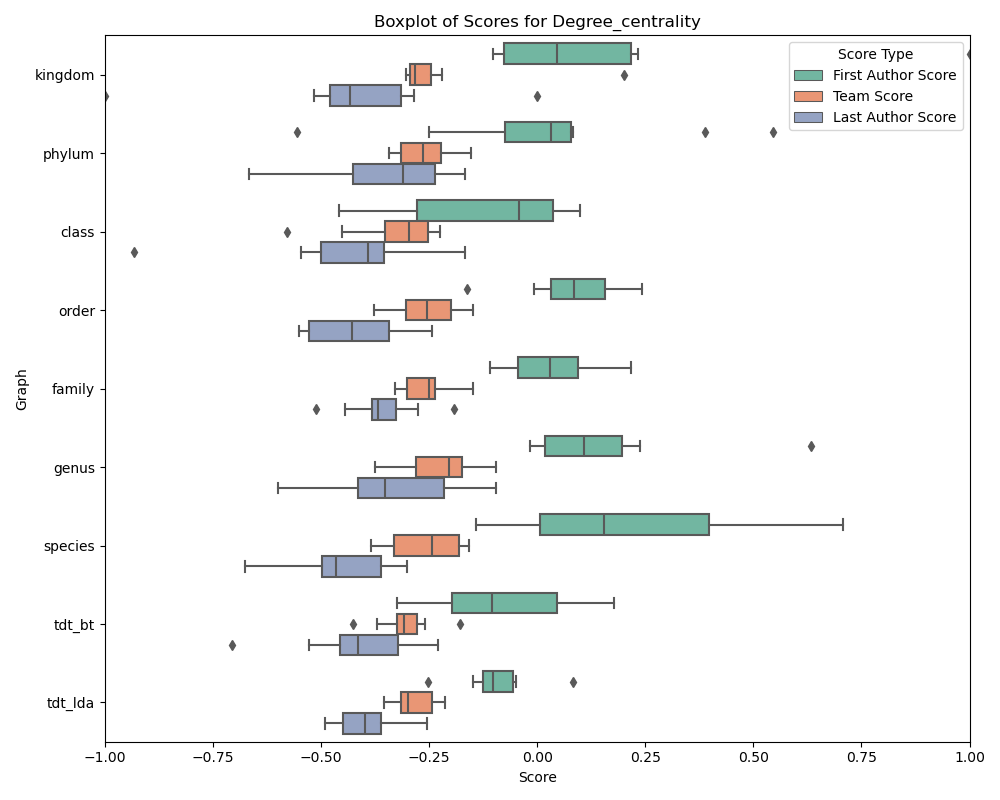 Boxplot of Scores for Degree_centrality
Score Type
First Author Score
Team Score
Last Author Score
Graph
kingdom
phylum
class
order
family
genus
species
tdt_bt
tdt_lda
−1.00 −0.75 −0.50 −0.25 0.00 0.25 0.50 0.75 1.00
Score